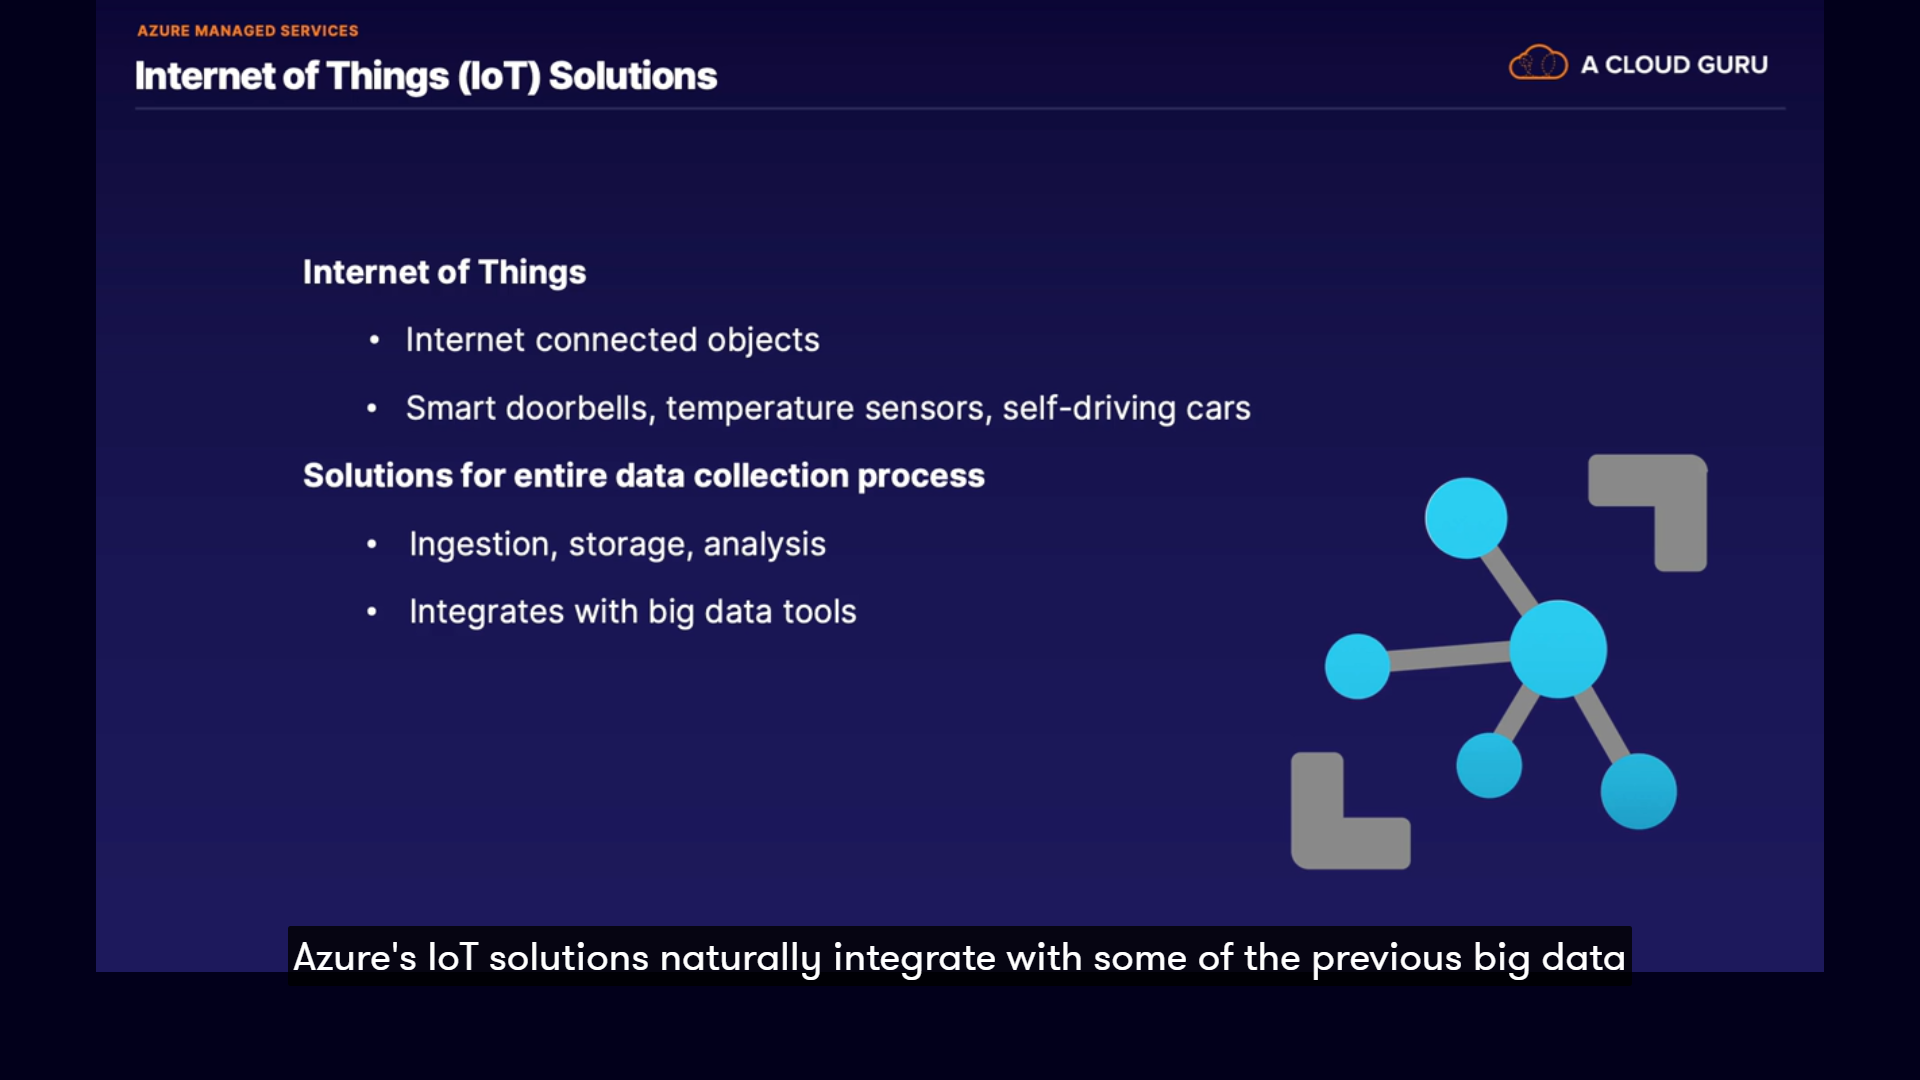 AZURE MANAGED SERVICES
Internet of Things (IoT) Solutions
A CLOUD GURU
Internet of Things
• Internet connected objects
• Smart doorbells, temperature sensors, self-driving cars
Solutions for entire data collection process
• Ingestion, storage, analysis
• Integrates with big data tools
Azure's IoT solutions naturally integrate with some of the previous big data